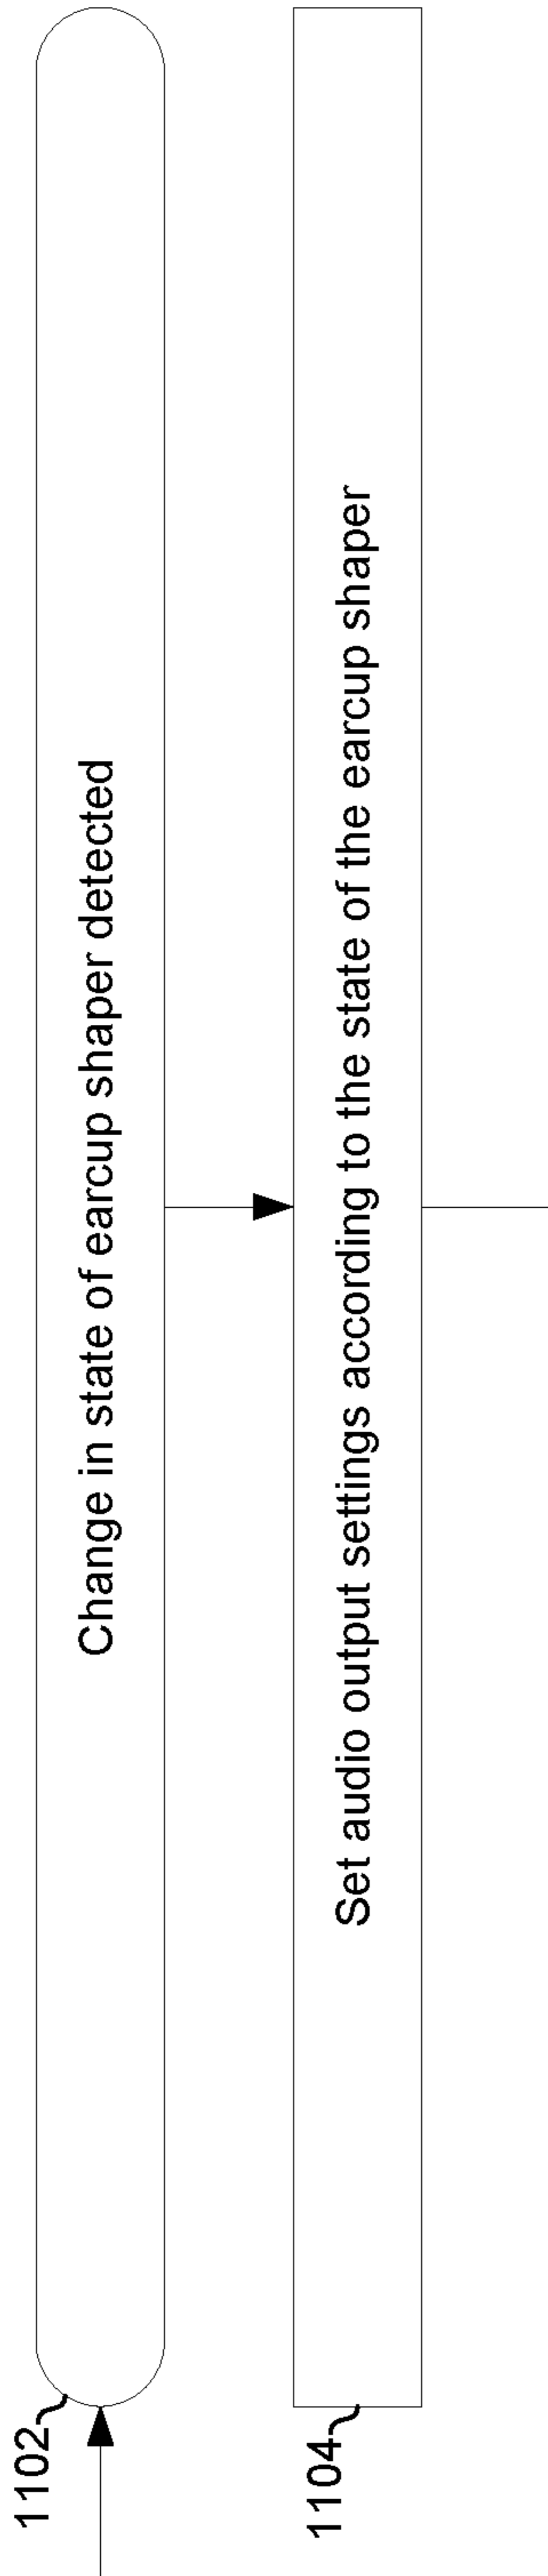 1102
Change in state of earcup shaper detected
1104
Set audio output settings according to the state of the earcup shaper